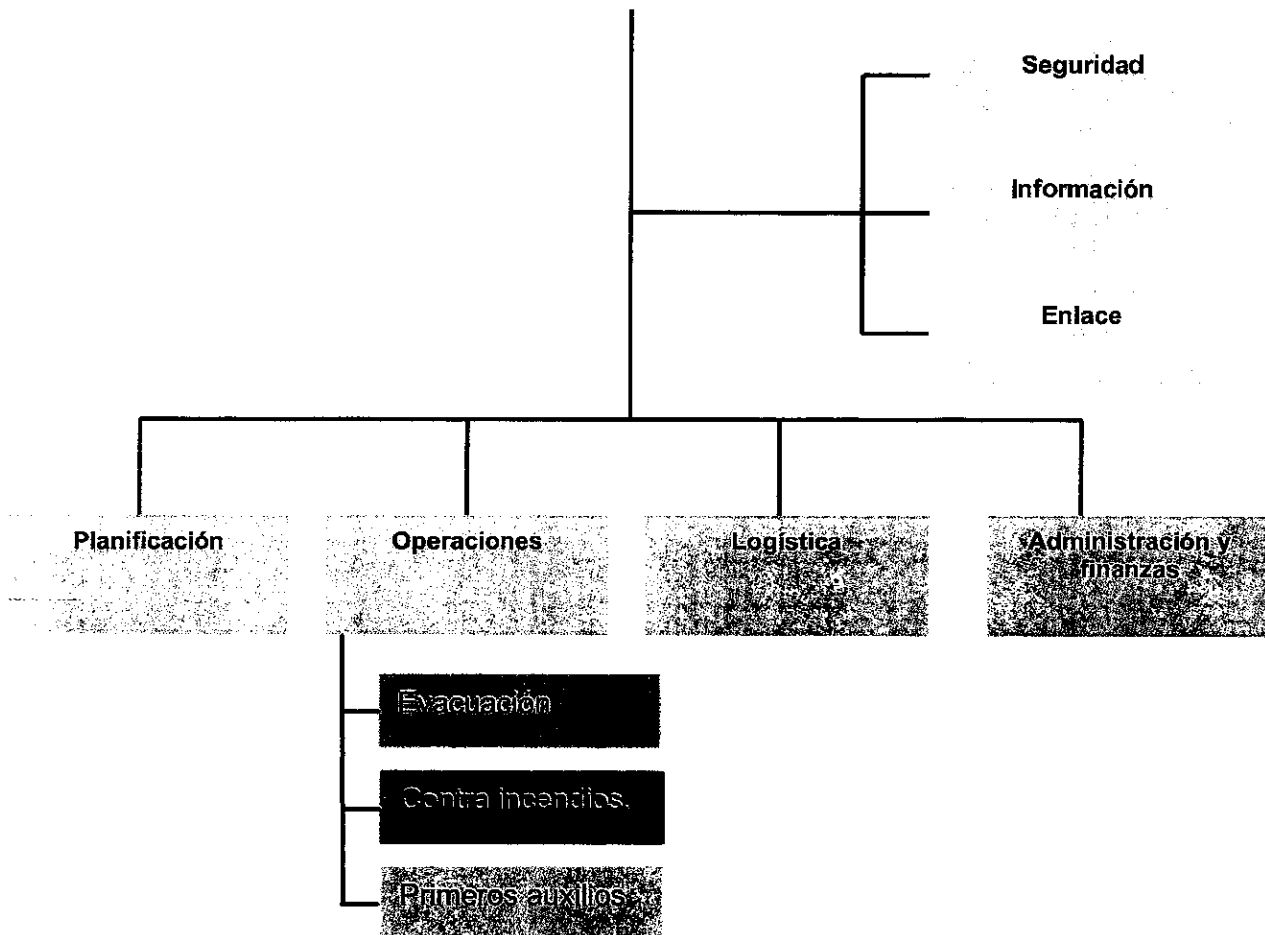 Seguridad
Información
Enlace
Planificación
Operaciones
Logística
Administración y
finanzas
Evacuación
Contra incendios.
Primeros auxilios